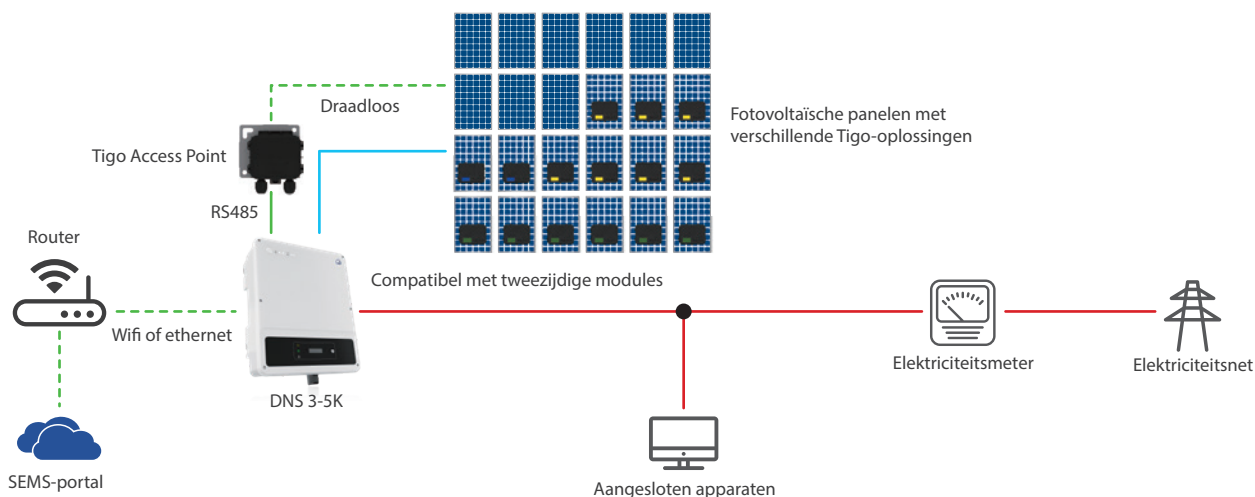 Draadloos
Fotovoltaïsche panelen met
verschillende Tigo-oplossingen
Tigo Access Point
RS485
Router
Compatibel met tweezijdige modules
Wifi of ethernet
Elektriciteitsmeter
Elektriciteitsnet
DNS 3-5K
SEMS-portal
Aangesloten apparaten